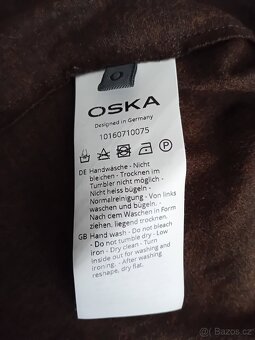 OSKA
Designed in Germany
10160710075
DE Handwäsche - Nicht
bleichen - Trocknen im
Tumbler nicht möglich -
Nicht heiss bügeln -
Normalreinigung - Von links
waschen und bügeln.
Nach dem Waschen in Form
ziehen, liegend trocknen.
GB Hand wash - Do not bleach
- Do not tumble dry - Low
iron - Dry clean - Turn
inside out for washing and
ironing. - After washing
reshape, dry flat.
Bazoš.cz